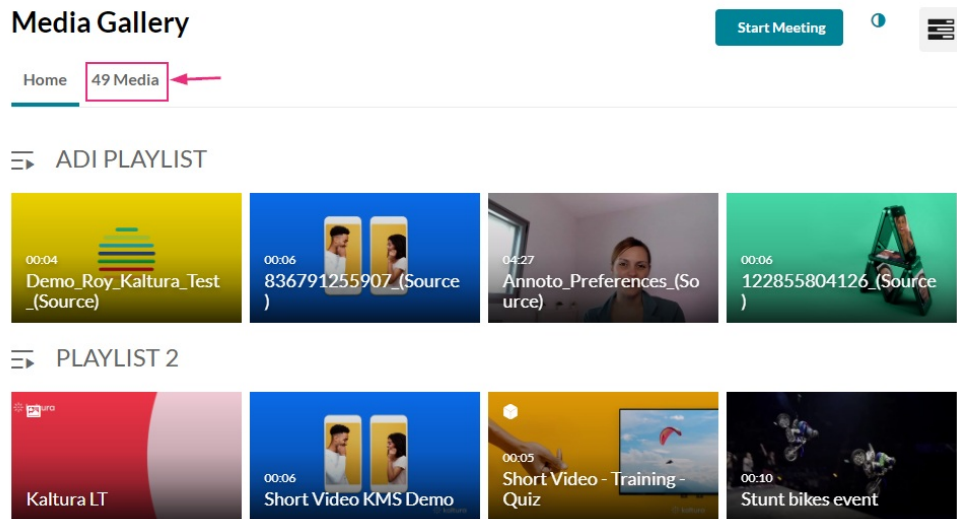 Media Gallery
Start Meeting
Home
49 Media
ADI PLAYLIST
00:04
Demo_Roy_Kaltura_Test
_(Source)
00:06
836791255907_(Source
)
04:27
Annoto_Preferences_(So
urce)
00:06
122855804126_(Source
)
PLAYLIST 2
Kaltura LT
00:06
Short Video KMS Demo
kaltura
00:05
Short Video - Training -
Quiz
kaltura
00:10
Stunt bikes event